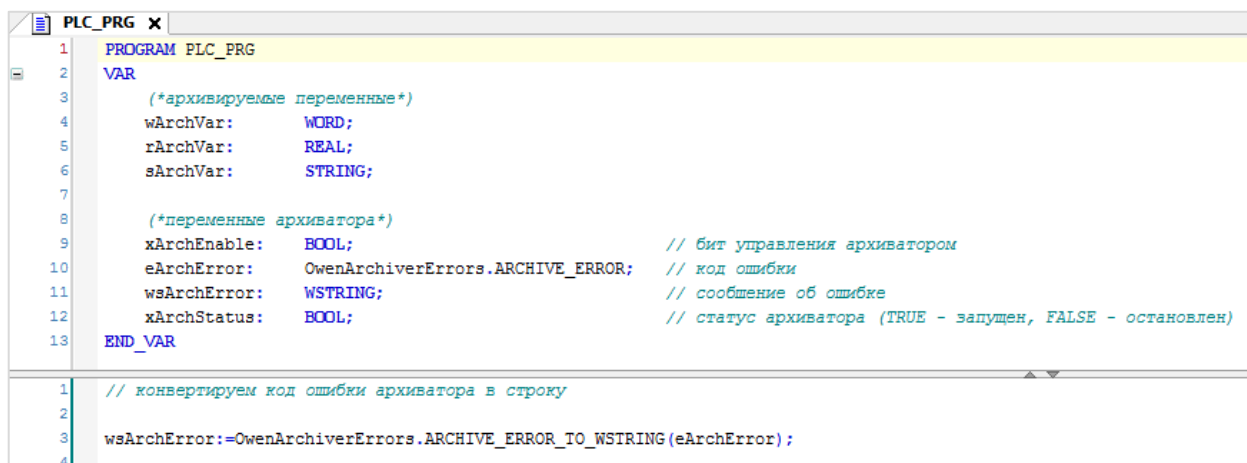 PLC_PRG
1 PROGRAM PLC_PRG
2 VAR
3 (*архивируемые переменные*)
4 wArchVar: WORD;
5 rArchVar: REAL;
6 sArchVar: STRING;
7
8 (*переменные архиватора*)
9 xArchEnable: BOOL; // бит управления архиватором
10 eArchError: OwenArchiverErrors.ARCHIVE_ERROR; // код ошибки
11 wsArchError: WSTRING; // сообщение об ошибке
12 xArchStatus: BOOL; // статус архиватора (TRUE - запущен, FALSE - остановлен)
13 END_VAR
1 // конвертируем код ошибки архиватора в строку
2
3 wsArchError:=OwenArchiverErrors.ARCHIVE_ERROR_TO_WSTRING(eArchError);
4